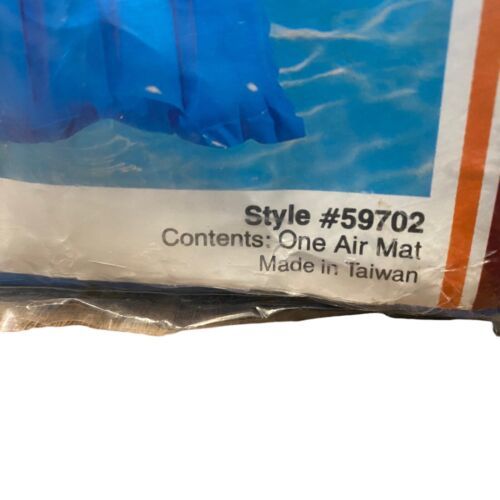 Style #59702
Contents: One Air Mat
Made in Taiwan